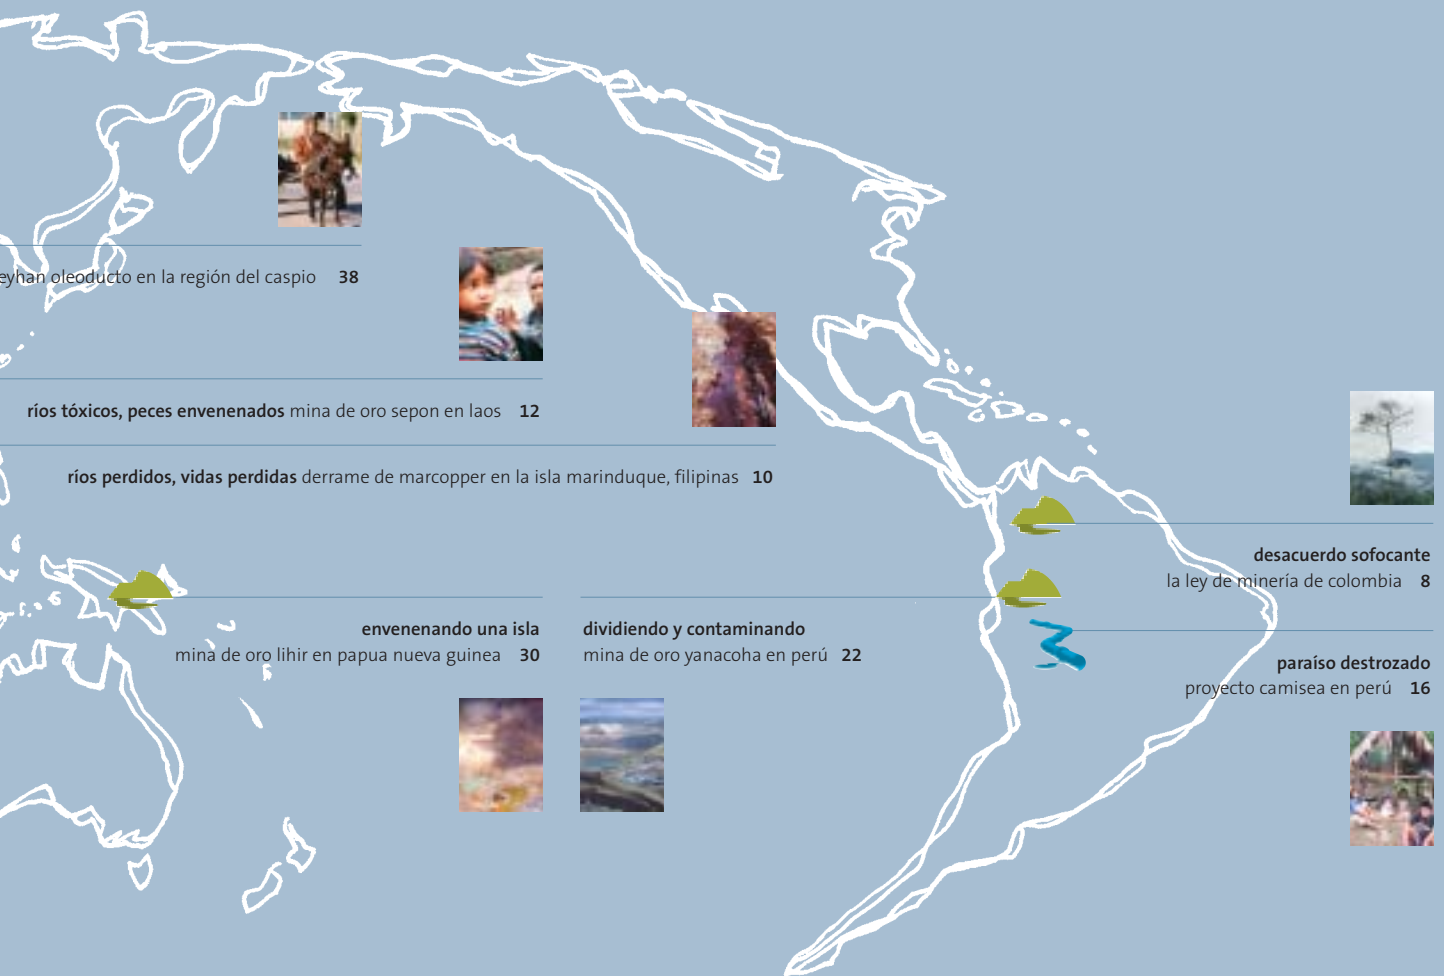 oleoducto en la región del caspio 38
ríos tóxicos, peces envenenados mina de oro sepon en laos 12
ríos perdidos, vidas perdidas derrame de marcopper en la isla marinduque, filipinas 10
desacuerdo sofocante
la ley de minería de colombia 8
envenenando una isla
mina de oro lihir en papua nueva guinea 30
dividiendo y contaminando
mina de oro yanacoha en perú 22
paraíso destrozado
proyecto camisea en perú 16